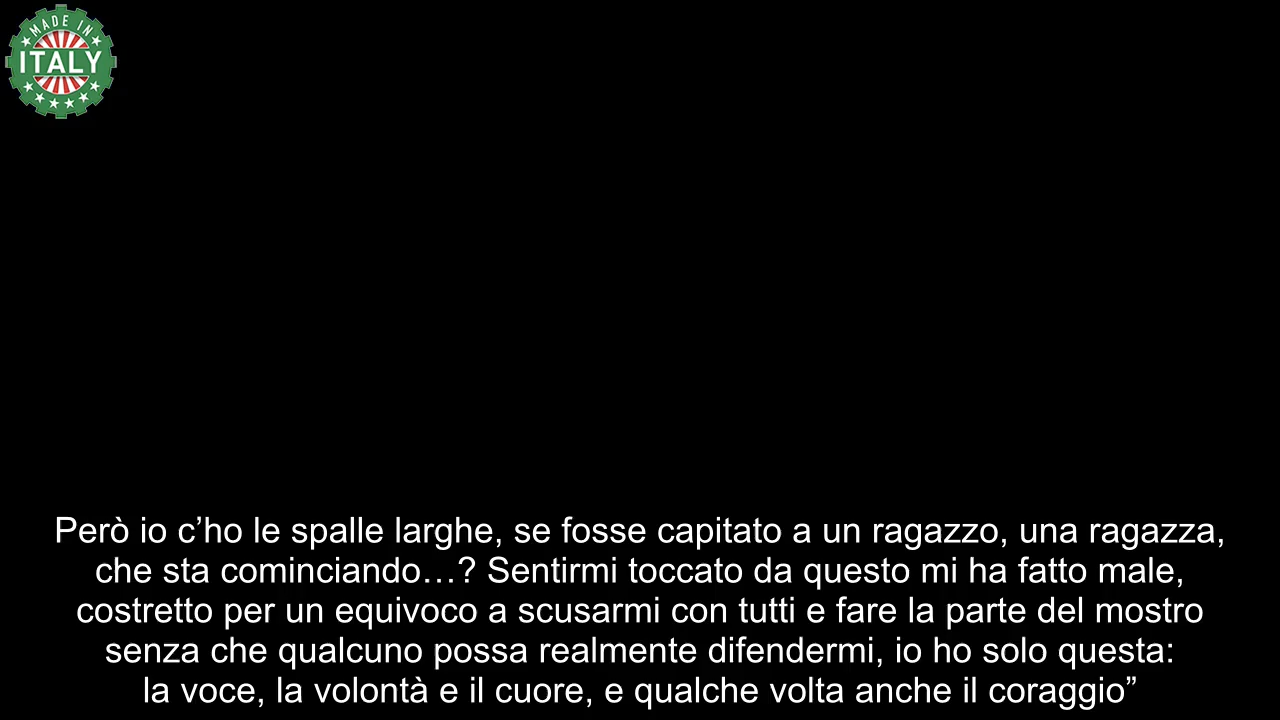 MADE IN
ITALY
Però io c’ho le spalle larghe, se fosse capitato a un ragazzo, una ragazza,
che sta cominciando…? Sentirmi toccato da questo mi ha fatto male,
costretto per un equivoco a scusarmi con tutti e fare la parte del mostro
senza che qualcuno possa realmente difendermi, io ho solo questa:
la voce, la volontà e il cuore, e qualche volta anche il coraggio”